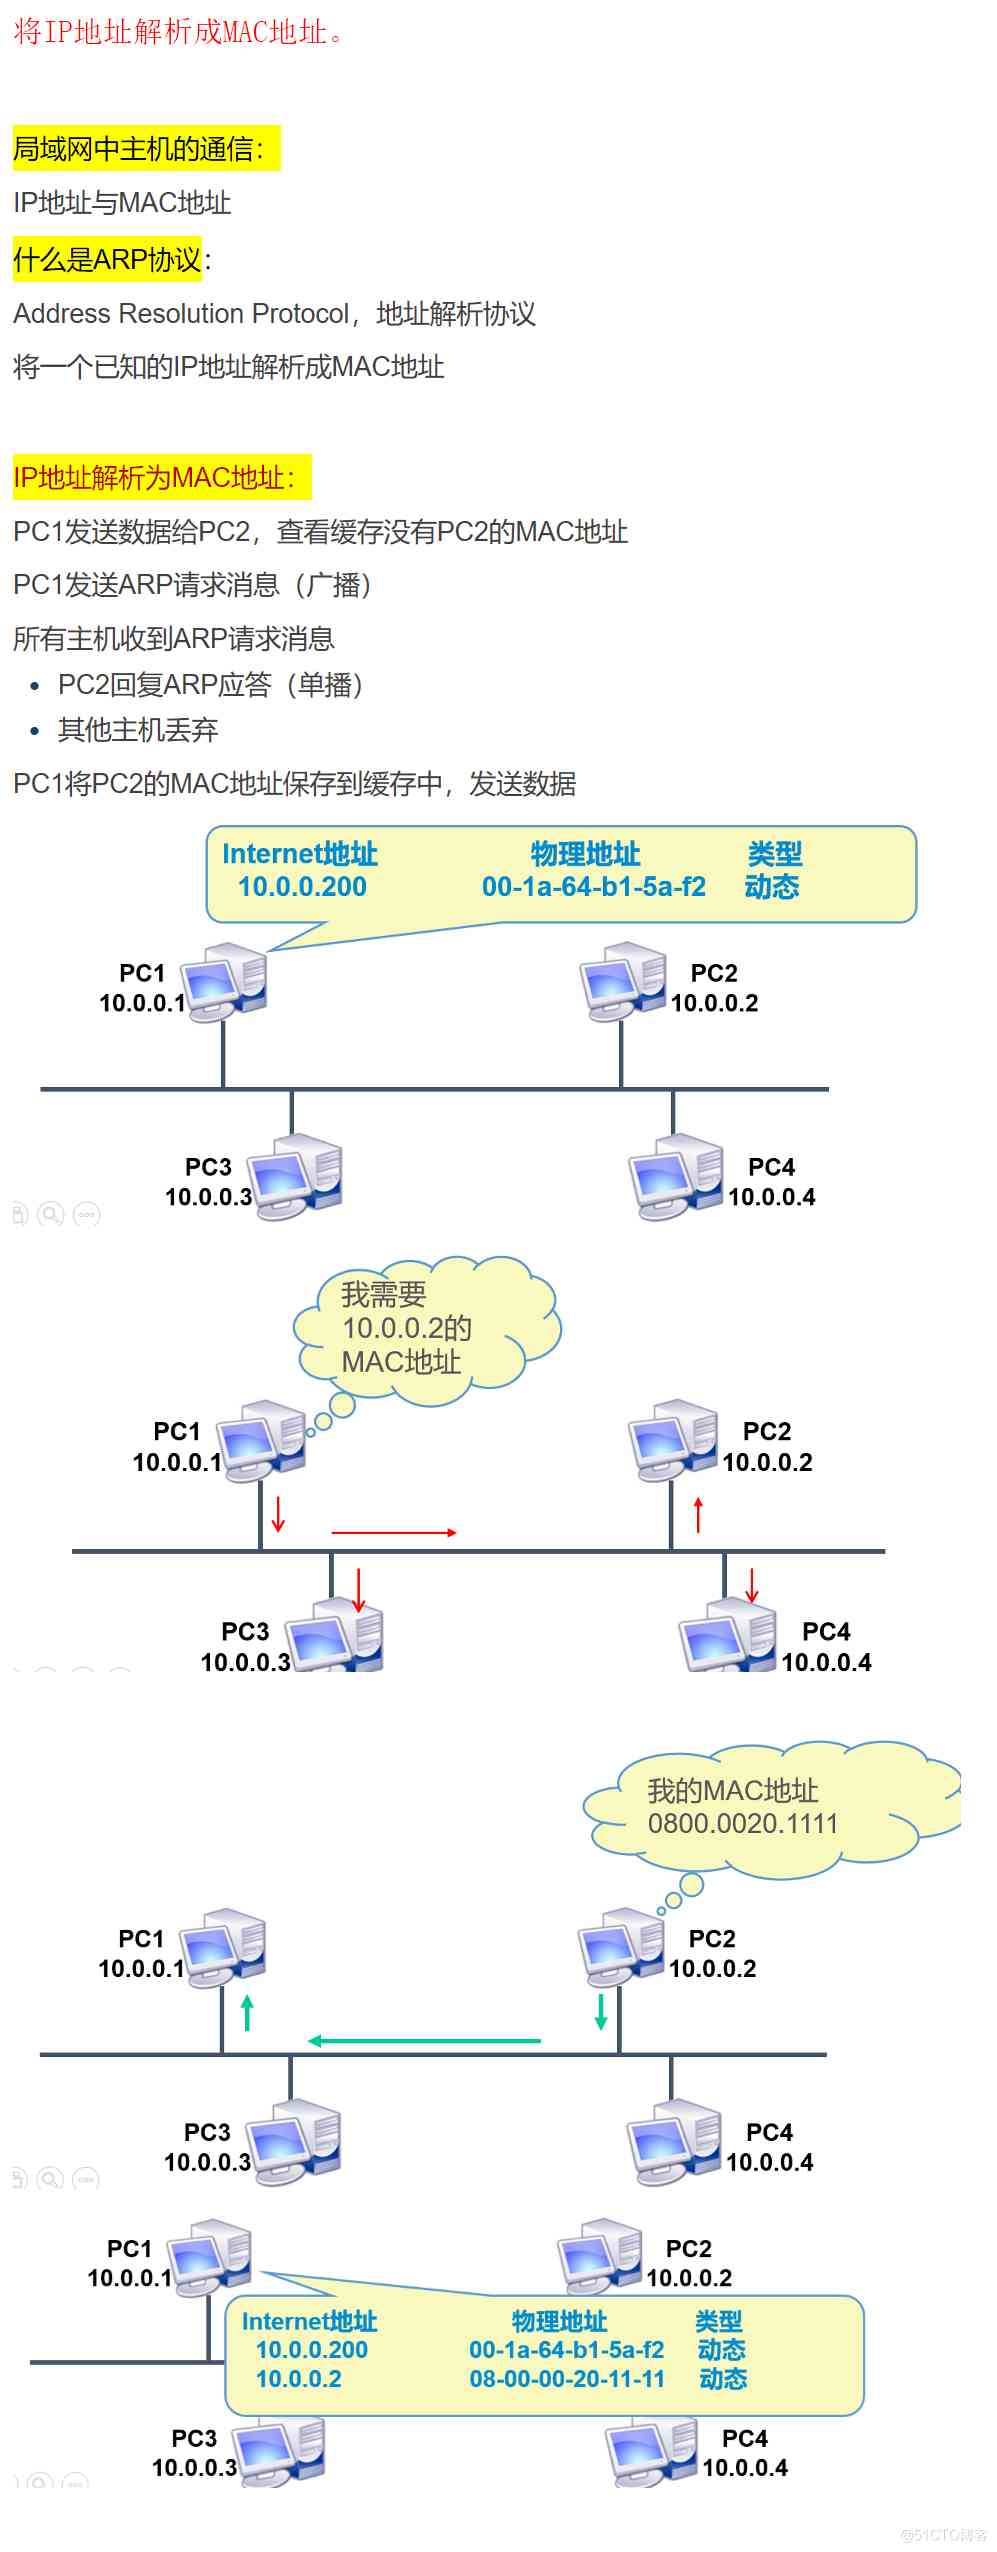 将IP地址解析成MAC地址。
局域网中主机的通信：
IP地址与MAC地址
什么是ARP协议：
Address Resolution Protocol，地址解析协议
将一个已知的IP地址解析成MAC地址
IP地址解析为MAC地址：
PC1发送数据给PC2，查看缓存没有PC2的MAC地址
PC1发送ARP请求消息（广播）
所有主机收到ARP请求消息
• PC2回复ARP应答（单播）
• 其他主机丢弃
PC1将PC2的MAC地址保存到缓存中，发送数据
Internet地址 物理地址 类型
10.0.0.200 00-1a-64-b1-5a-f2 动态
PC1
10.0.0.1
PC2
10.0.0.2
PC3
10.0.0.3
PC4
10.0.0.4
我需要
10.0.0.2的
MAC地址
PC1
10.0.0.1
PC2
10.0.0.2
PC3
10.0.0.3
PC4
10.0.0.4
我的MAC地址
0800.0020.1111
PC1
10.0.0.1
PC2
10.0.0.2
PC3
10.0.0.3
PC4
10.0.0.4
PC1
10.0.0.1
PC2
10.0.0.2
Internet地址 物理地址 类型
10.0.0.200 00-1a-64-b1-5a-f2 动态
10.0.0.2 08-00-00-20-11-11 动态
PC3
10.0.0.3
PC4
10.0.0.4
@51CTO博客